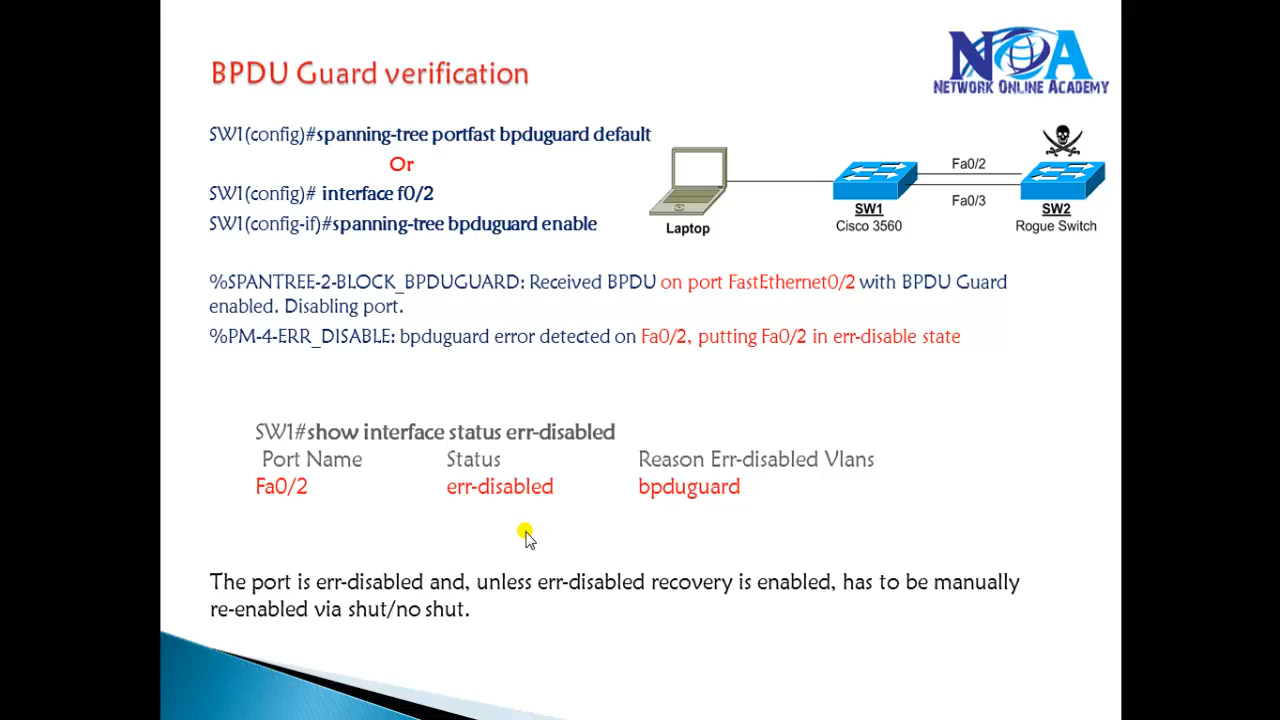 BPDU Guard verification
NOA
NETWORK ONLINE ACADEMY
SW1(config)#spanning-tree portfast bpduguard default
Or
SW1(config)# interface f0/2
SW1(config-if)#spanning-tree bpduguard enable
Fa0/2
Fa0/3
Laptop
SW1
Cisco 3560
SW2
Rogue Switch
%SPANTREE-2-BLOCK_BPDUGUARD: Received BPDU on port FastEthernet0/2 with BPDU Guard
enabled. Disabling port.
%PM-4-ERR_DISABLE: bpduguard error detected on Fa0/2, putting Fa0/2 in err-disable state
SW1#show interface status err-disabled
Port Name Status Reason Err-disabled Vlans
Fa0/2 err-disabled bpduguard
The port is err-disabled and, unless err-disabled recovery is enabled, has to be manually
re-enabled via shut/no shut.